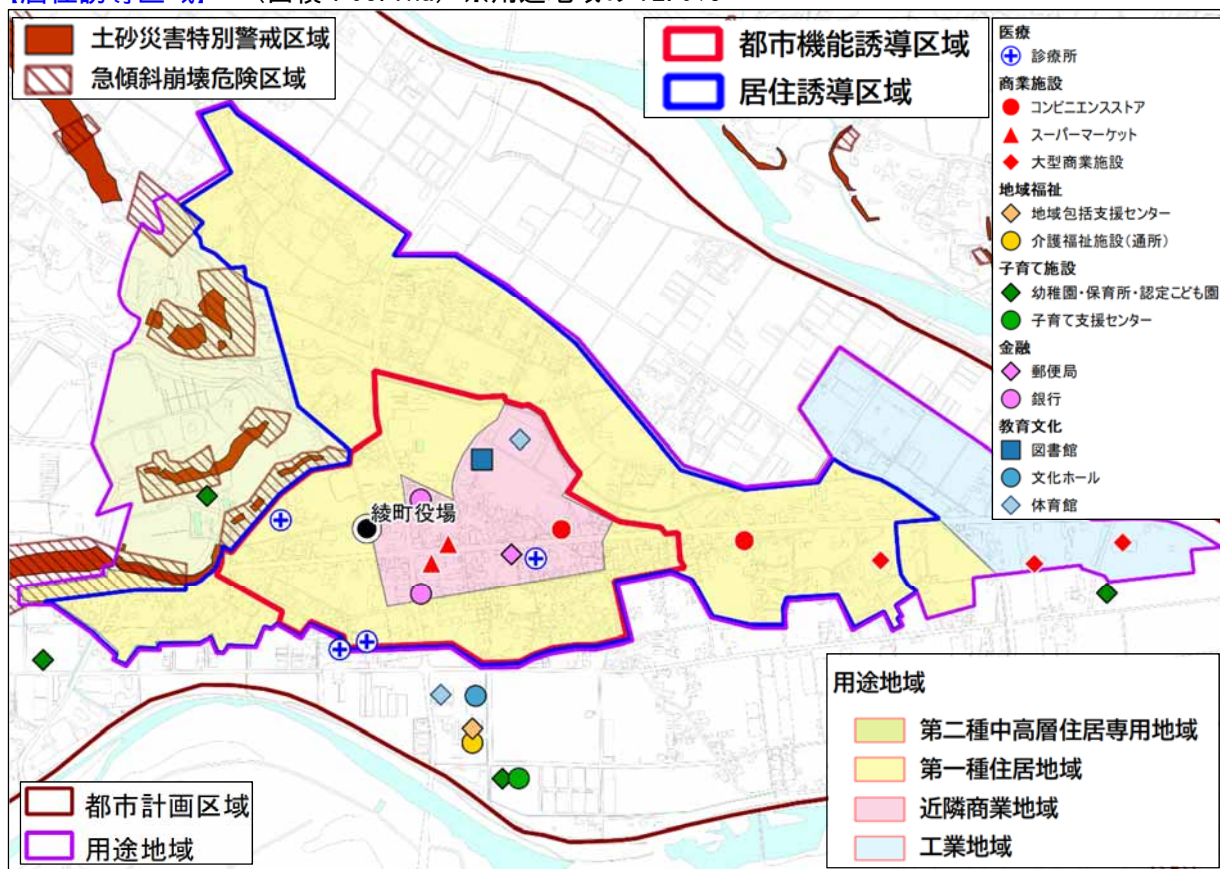 土砂災害特別警戒区域
急傾斜崩壊危険区域
都市機能誘導区域
居住誘導区域
医療
診療所
商業施設
コンビニエンスストア
スーパーマーケット
大型商業施設
地域福祉
地域包括支援センター
介護福祉施設(通所)
子育て施設
幼稚園・保育所・認定こども園
子育て支援センター
金融
郵便局
銀行
教育文化
図書館
文化ホール
体育館
綾町役場
用途地域
第二種中高層住居専用地域
第一種住居地域
近隣商業地域
工業地域
都市計画区域
用途地域